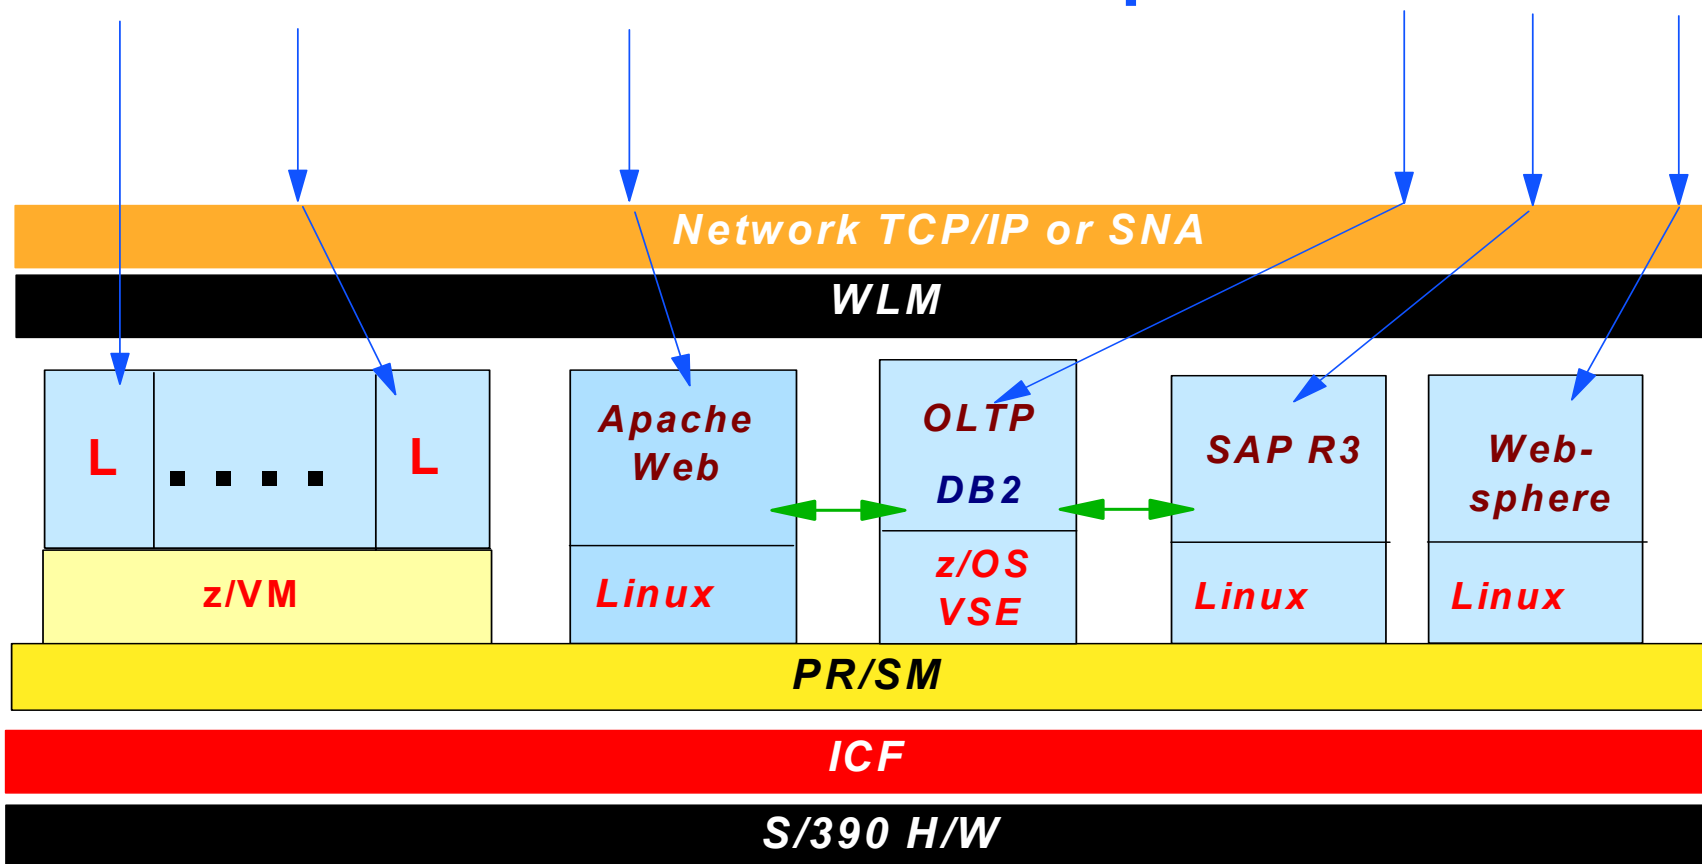 Network TCP/IP or SNA
WLM
L
. . . .
L
z/VM
Apache
Web
Linux
OLTP
DB2
z/OS
VSE
SAP R3
Linux
Web-
sphere
Linux
PR/SM
ICF
S/390 H/W